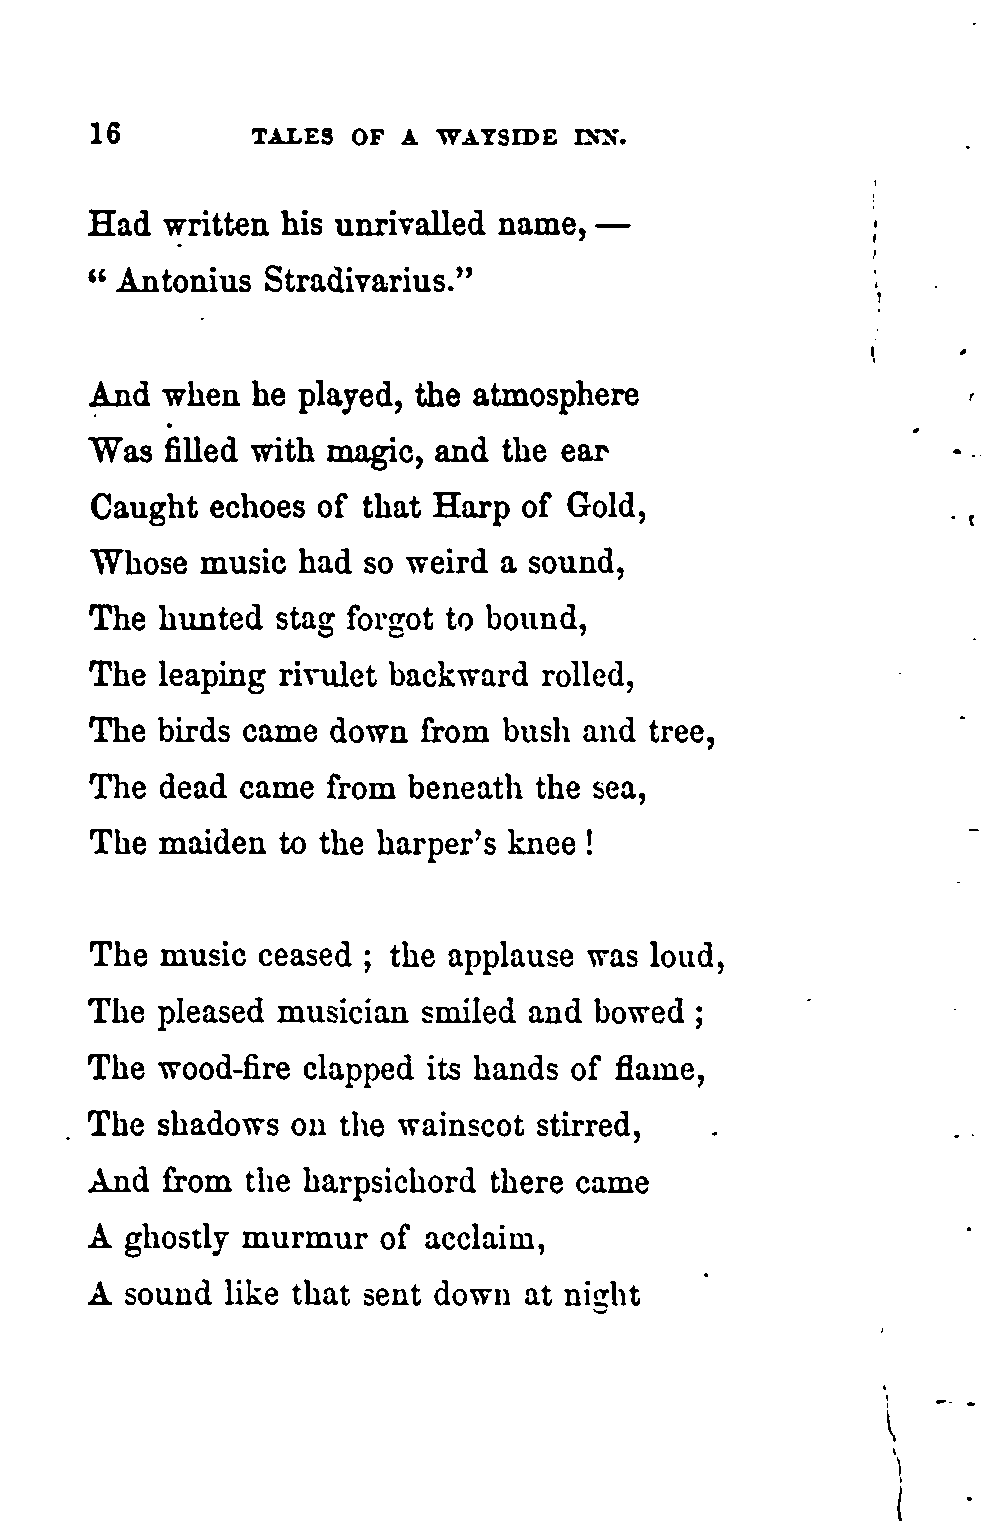 16 TALES OF A WAYSIDE INN.
Had written his unrivalled name, —
“ Antonius Stradivarius.”
And when he played, the atmosphere
Was filled with magic, and the ear
Caught echoes of that Harp of Gold,
Whose music had so weird a sound,
The hunted stag forgot to bound,
The leaping rivulet backward rolled,
The birds came down from bush and tree,
The dead came from beneath the sea,
The maiden to the harper’s knee !
The music ceased ; the applause was loud,
The pleased musician smiled and bowed ;
The wood-fire clapped its hands of flame,
The shadows on the wainscot stirred,
And from the harpsichord there came
A ghostly murmur of acclaim,
A sound like that sent down at night